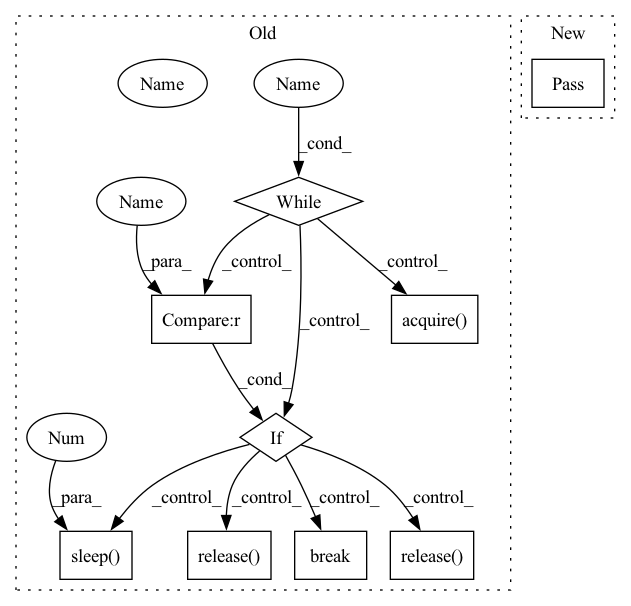 Old
New
Name
Name
Pass
_cond_
Name
While
_para_
_control_
_control_
Compare:r
_control_
acquire()
_cond_
Num
If
_para_
_control_
_control_
_control_
_control_
sleep()
release()
break
release()